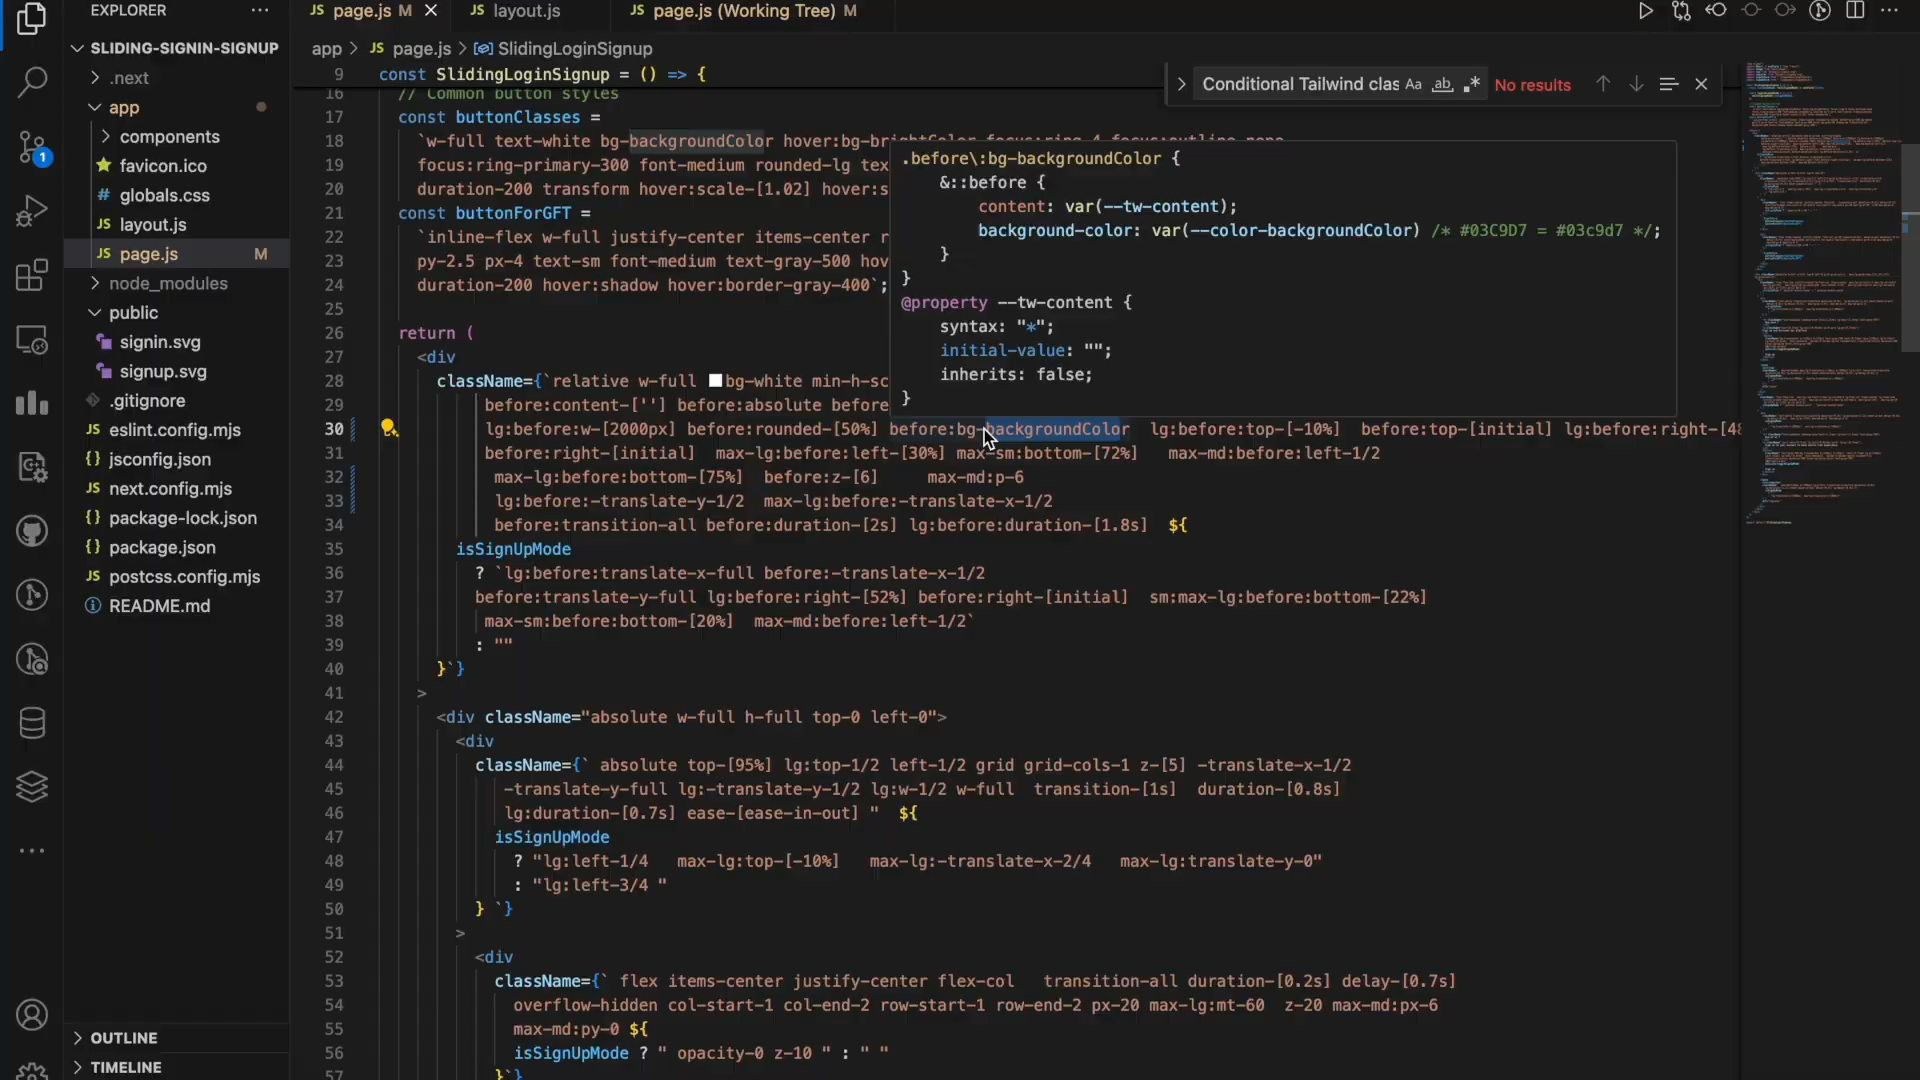 EXPLORER
JS page.js M
JS layout.js
JS page.js (Working Tree) M
SLIDING-SIGNIN-SIGNUP
.next
app
components
favicon.ico
# globals.css
JS layout.js
JS page.js M
node_modules
public
signin.svg
signup.svg
.gitignore
JS eslint.config.mjs
{} jsconfig.json
JS next.config.mjs
{} package-lock.json
{} package.json
JS postcss.config.mjs
README.md
OUTLINE
TIMELINE
1
app > JS page.js > SlidingLoginSignup
Conditional Tailwind clas Aa ab .* No results
9 const SlidingLoginSignup = () => {
16 // Common button styles
17 const buttonClasses =
18 `w-full text-white bg-backgroundColor hover:bg-brightColor focus:ring-4 focus:outline-none
19 focus:ring-primary-300 font-medium rounded-lg tex
20 duration-200 transform hover:scale-[1.02] hover:s
21 const buttonForGFT =
22 `inline-flex w-full justify-center items-center r
23 py-2.5 px-4 text-sm font-medium text-gray-500 hov
24 duration-200 hover:shadow hover:border-gray-400`;
25
26 return (
27 <div
28 className={`relative w-full bg-white min-h-sc
29 before:content-[''] before:absolute before
30 lg:before:w-[2000px] before:rounded-[50%] before:bg-backgroundColor lg:before:top-[-10%] before:top-[initial] lg:before:right-[48
31 before:right-[initial] max-lg:before:left-[30%] max-sm:bottom-[72%] max-md:before:left-1/2
32 max-lg:before:bottom-[75%] before:z-[6] max-md:p-6
33 lg:before:-translate-y-1/2 max-lg:before:-translate-x-1/2
34 before:transition-all before:duration-[2s] lg:before:duration-[1.8s] ${
35 isSignUpMode
36 ? `lg:before:translate-x-full before:-translate-x-1/2
37 before:translate-y-full lg:before:right-[52%] before:right-[initial] sm:max-lg:before:bottom-[22%]
38 max-sm:before:bottom-[20%] max-md:before:left-1/2`
39 : ""
40 }`}
41 >
42 <div className="absolute w-full h-full top-0 left-0">
43 <div
44 className={` absolute top-[95%] lg:top-1/2 left-1/2 grid grid-cols-1 z-[5] -translate-x-1/2
45 -translate-y-full lg:-translate-y-1/2 lg:w-1/2 w-full transition-[1s] duration-[0.8s]
46 lg:duration-[0.7s] ease-[ease-in-out] " ${
47 isSignUpMode
48 ? "lg:left-1/4 max-lg:top-[-10%] max-lg:-translate-x-2/4 max-lg:translate-y-0"
49 : "lg:left-3/4 "
50 } `}
51 >
52 <div
53 className={` flex items-center justify-center flex-col transition-all duration-[0.2s] delay-[0.7s]
54 overflow-hidden col-start-1 col-end-2 row-start-1 row-end-2 px-20 max-lg:mt-60 z-20 max-md:px-6
55 max-md:py-0 ${
56 isSignUpMode ? " opacity-0 z-10 " : " "
57 }`}
.before\:bg-backgroundColor {
&::before {
content: var(--tw-content);
background-color: var(--color-backgroundColor) /* #03C9D7 = #03c9d7 */;
}
}
@property --tw-content {
syntax: "*";
initial-value: "";
inherits: false;
}